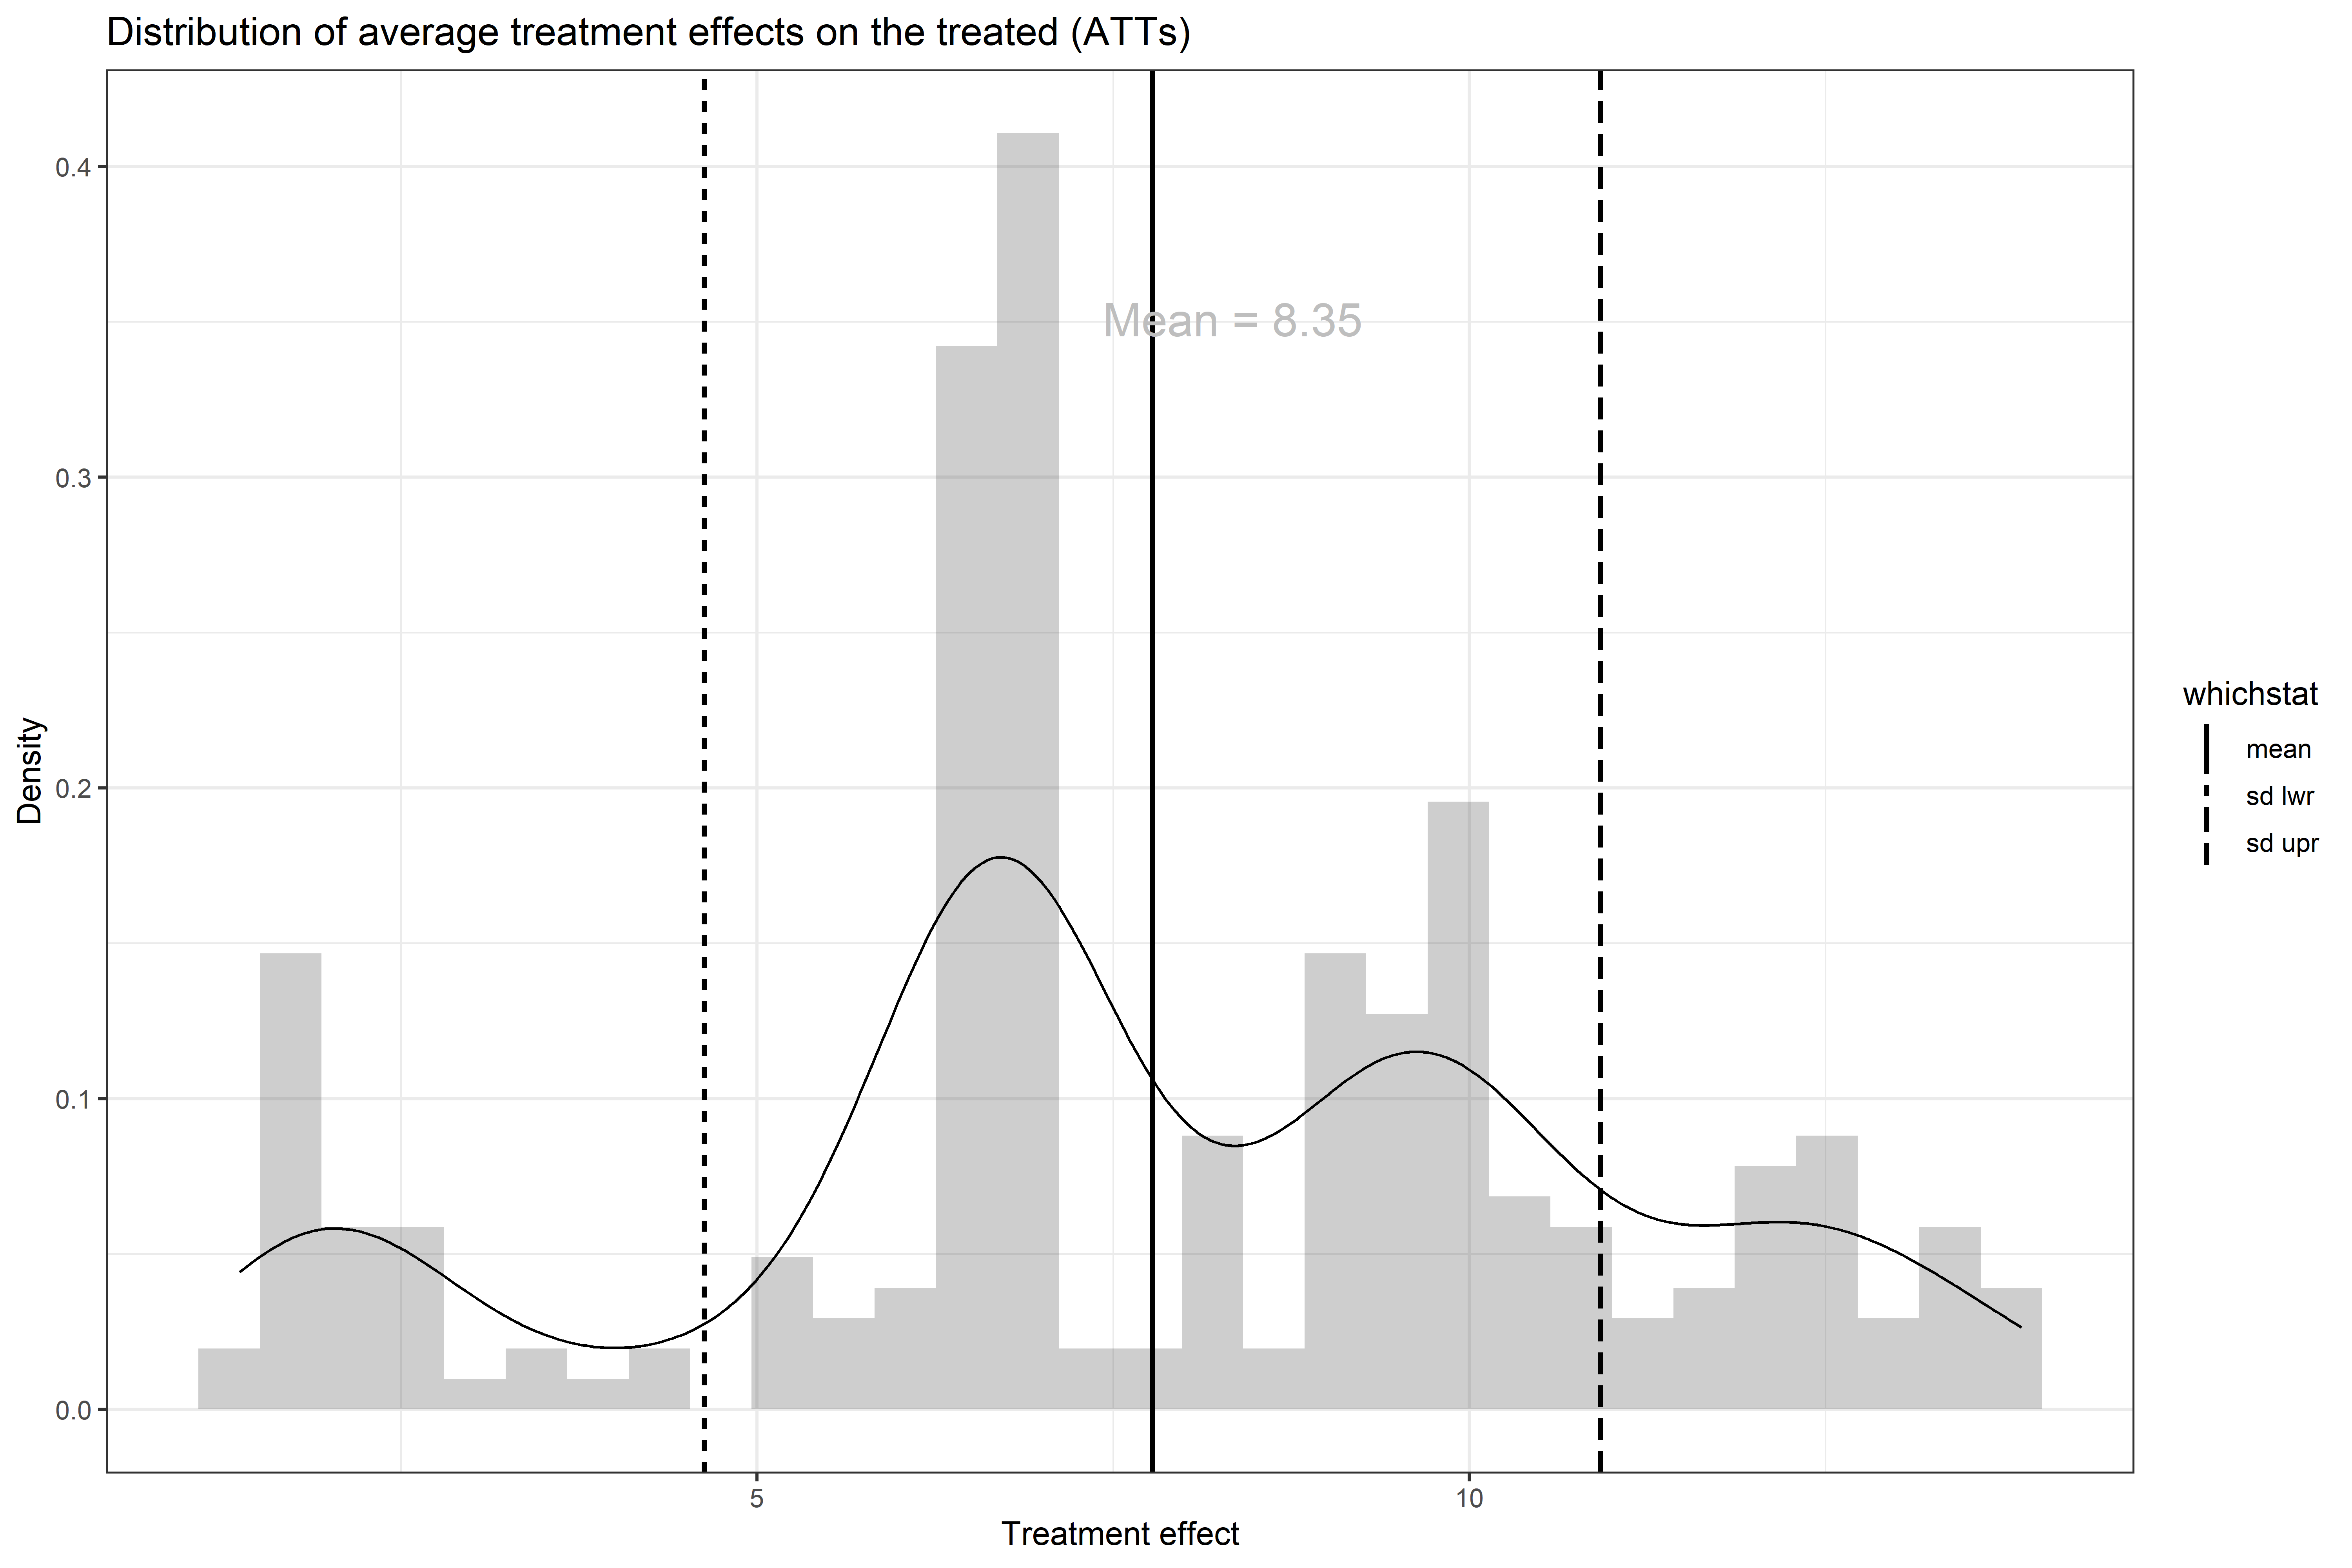 Distribution of average treatment effects on the treated (ATTs)
Mean = 8.35
0.4
0.3
0.2
0.1
0.0
Density
5
10
Treatment effect
whichstat
mean
sd lwr
sd upr